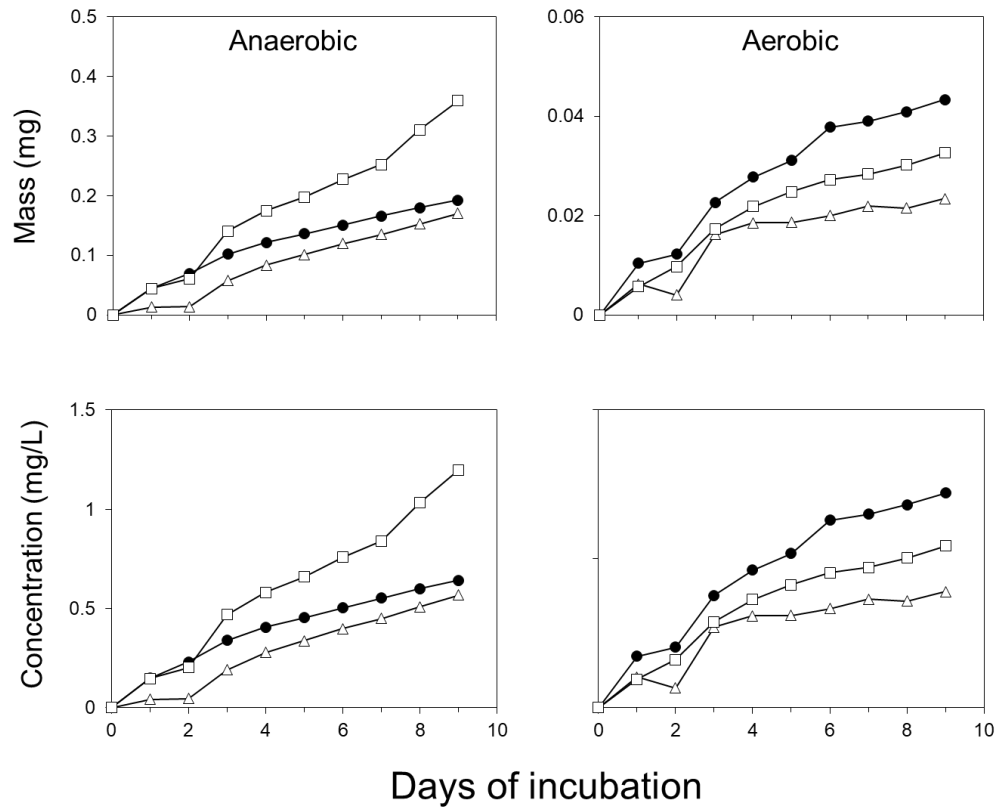 Anaerobic
Aerobic
Mass (mg)
0.5
0.4
0.3
0.2
0.1
0
0.06
0.04
0.02
0
Concentration (mg/L)
1.5
1
0.5
0
0 2 4 6 8 10
0 2 4 6 8 10
Days of incubation